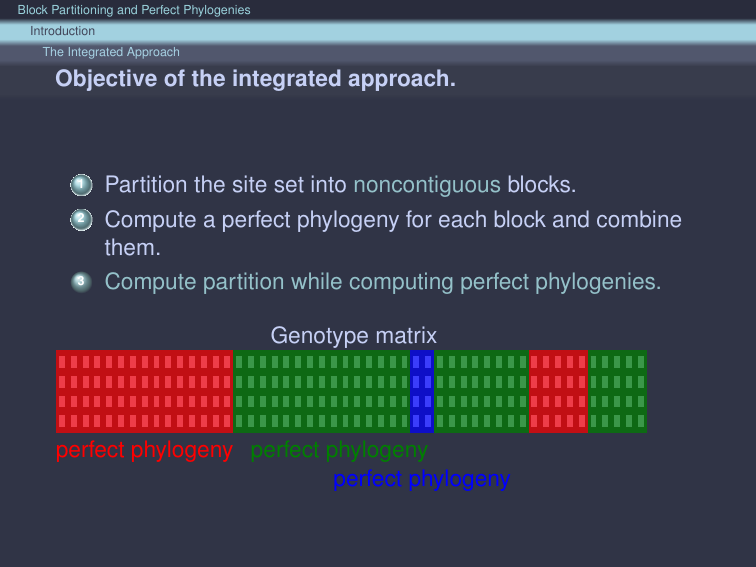 Block Partitioning and Perfect Phylogenies
Introduction
The Integrated Approach
Objective of the integrated approach.
1 Partition the site set into noncontiguous blocks.
2 Compute a perfect phylogeny for each block and combine
them.
3 Compute partition while computing perfect phylogenies.
Genotype matrix
perfect phylogeny perfect phylogeny
perfect phylogeny